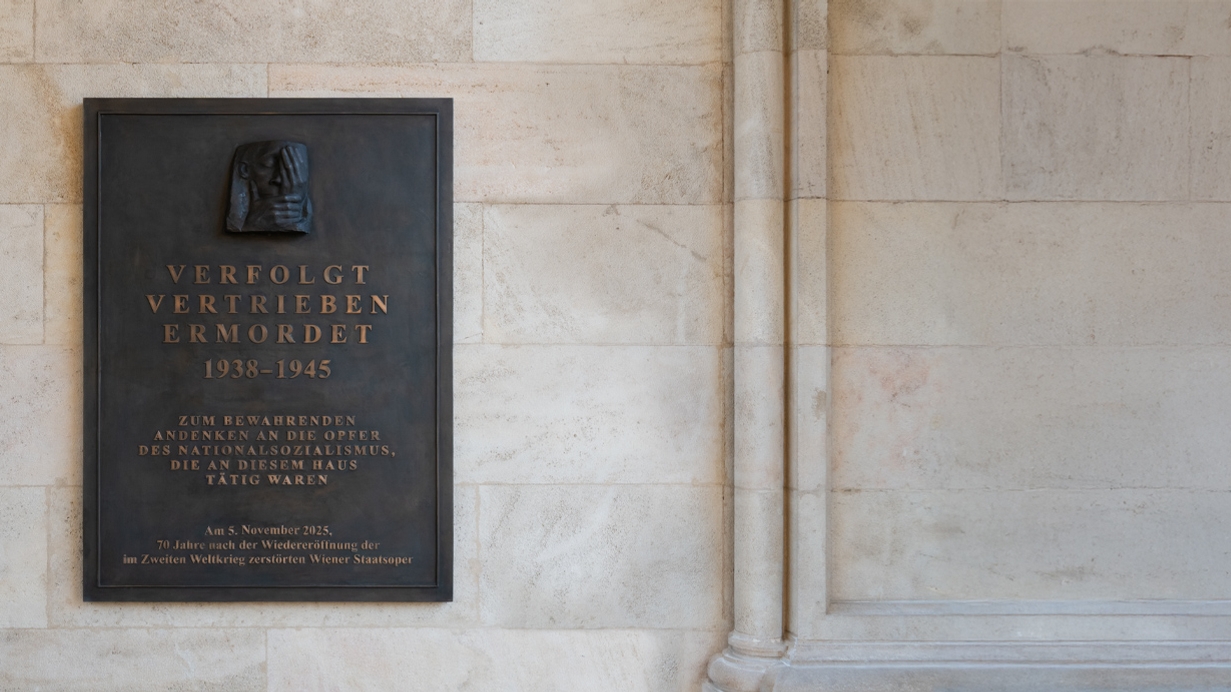 VERFOLGT
VERTRIEBEN
ERMORDET
1938–1945
ZUM BEWAHRENDEN
ANDENKEN AN DIE OPFER
DES NATIONALSOZIALISMUS,
DIE AN DIESEM HAUS
TÄTIG WAREN
Am 5. November 2025,
70 Jahre nach der Wiedereröffnung der
im Zweiten Weltkrieg zerstörten Wiener Staatsoper